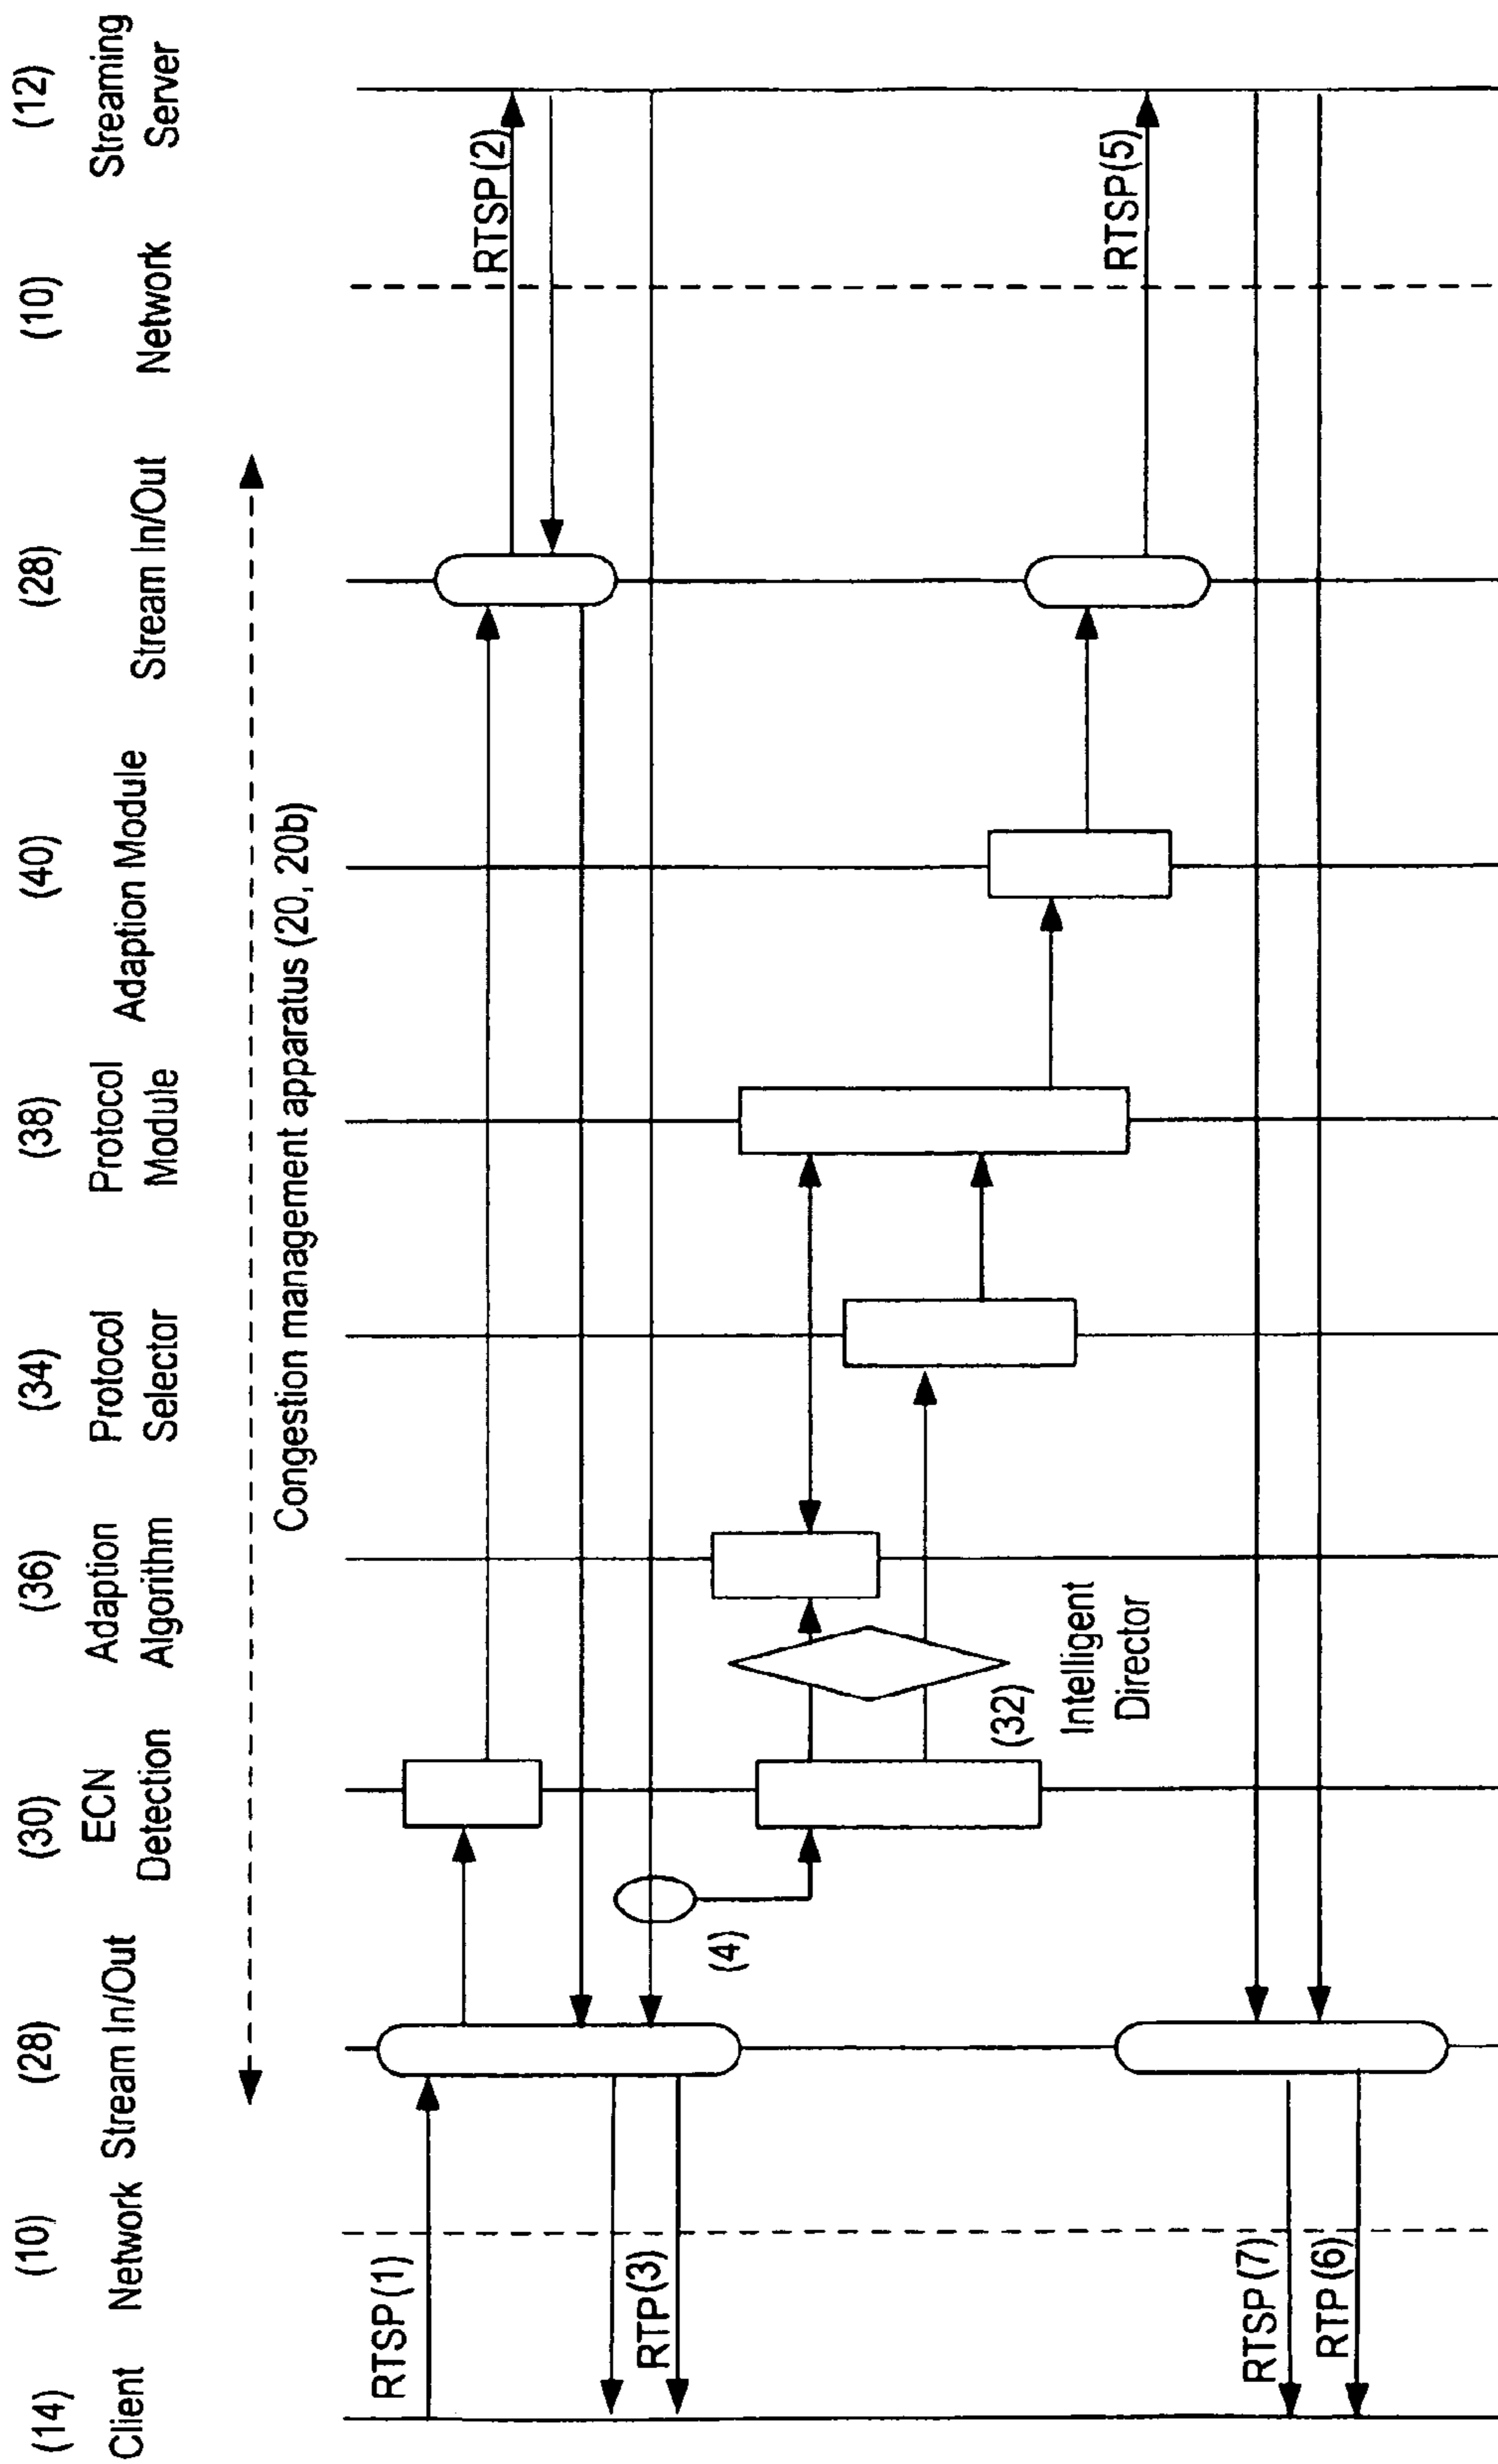 (14)
Client
(10)
Network
(28)
Stream In/Out
(30)
ECN
Detection
(36)
Adaption
Algorithm
(34)
Protocol
Selector
(38)
Protocol
Module
(40)
Adaption Module
(28)
Stream In/Out
(10)
Network
(12)
Streaming
Server
Congestion management apparatus (20, 20b)
RTSP(1)
RTSP(2)
RTP(3)
(4)
(32)
Intelligent
Director
RTSP(5)
RTSP(7)
RTP(6)